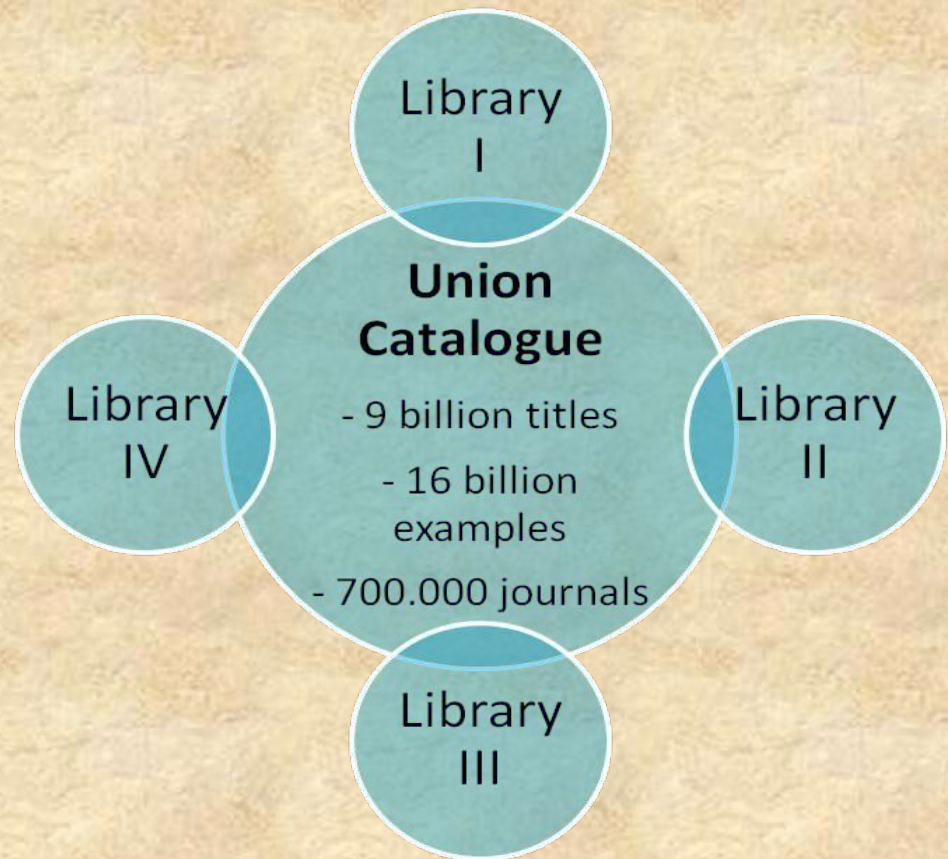 Library
I
Union
Catalogue
- 9 billion titles
- 16 billion
examples
- 700.000 journals
Library
IV
Library
II
Library
III